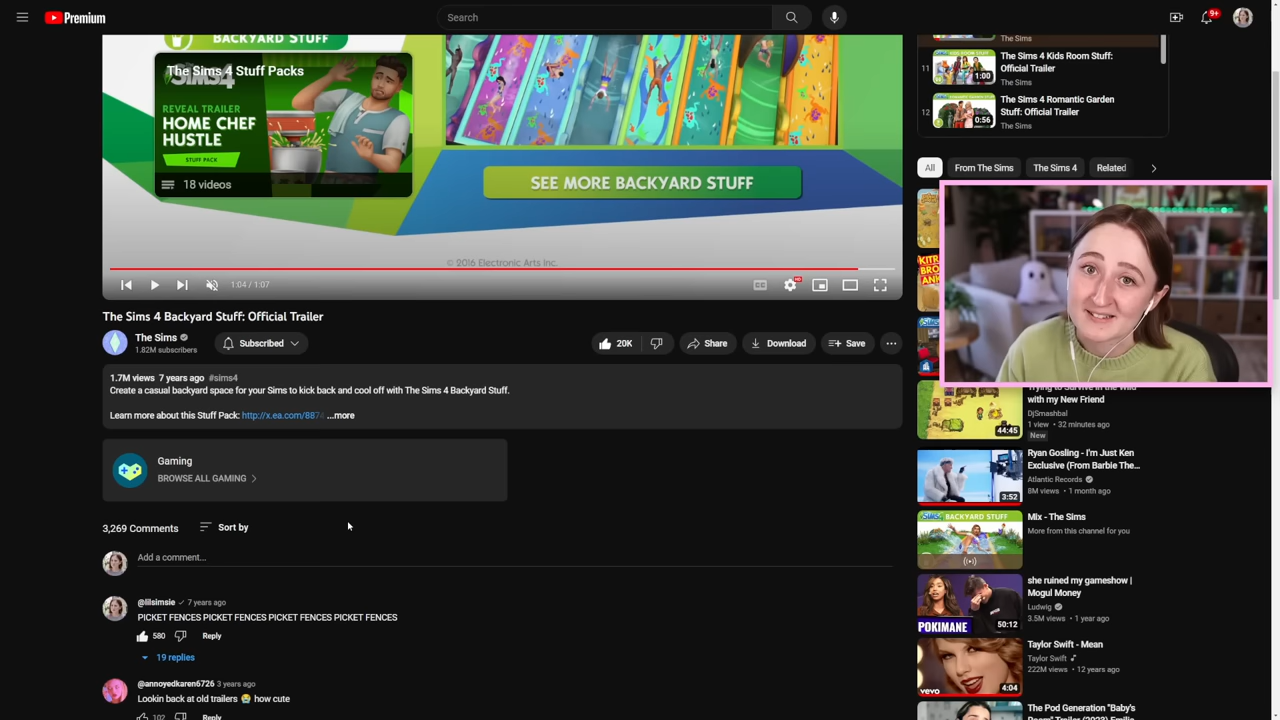 Premium
Search
9+
BACKYARD STUFF
The Sims 4 Stuff Packs
REVEAL TRAILER
HOME CHEF
HUSTLE
STUFF PACK
18 videos
SEE MORE BACKYARD STUFF
© 2016 Electronic Arts Inc.
1:04 / 1:07
CC
HD
The Sims 4 Backyard Stuff: Official Trailer
The Sims
1.82M subscribers
Subscribed
20K
Share
Download
Save
1.7M views 7 years ago #sims4
Create a casual backyard space for your Sims to kick back and cool off with The Sims 4 Backyard Stuff.
Learn more about this Stuff Pack: http://x.ea.com/887 ...more
Gaming
BROWSE ALL GAMING
3,269 Comments
Sort by
Add a comment...
@lilsimsie 7 years ago
PICKET FENCES PICKET FENCES PICKET FENCES PICKET FENCES
580
Reply
19 replies
@annoyedkaren6726 3 years ago
Lookin back at old trailers 😭 how cute
102
Reply
The Sims
11
1:00
The Sims 4 Kids Room Stuff:
Official Trailer
The Sims
12
0:56
The Sims 4 Romantic Garden
Stuff: Official Trailer
The Sims
All
From The Sims
The Sims 4
Related
Trying to Survive in the Wild
with my New Friend
DjSmashbal
1 view • 32 minutes ago
New
44:45
Ryan Gosling - I'm Just Ken
Exclusive (From Barbie The...
Atlantic Records
8M views • 1 month ago
3:52
BACKYARD STUFF
Mix - The Sims
More from this channel for you
she ruined my gameshow |
Mogul Money
Ludwig
3.5M views • 1 year ago
POKIMANE
50:12
Taylor Swift - Mean
Taylor Swift
222M views • 12 years ago
vevo
4:04
The Pod Generation "Baby's